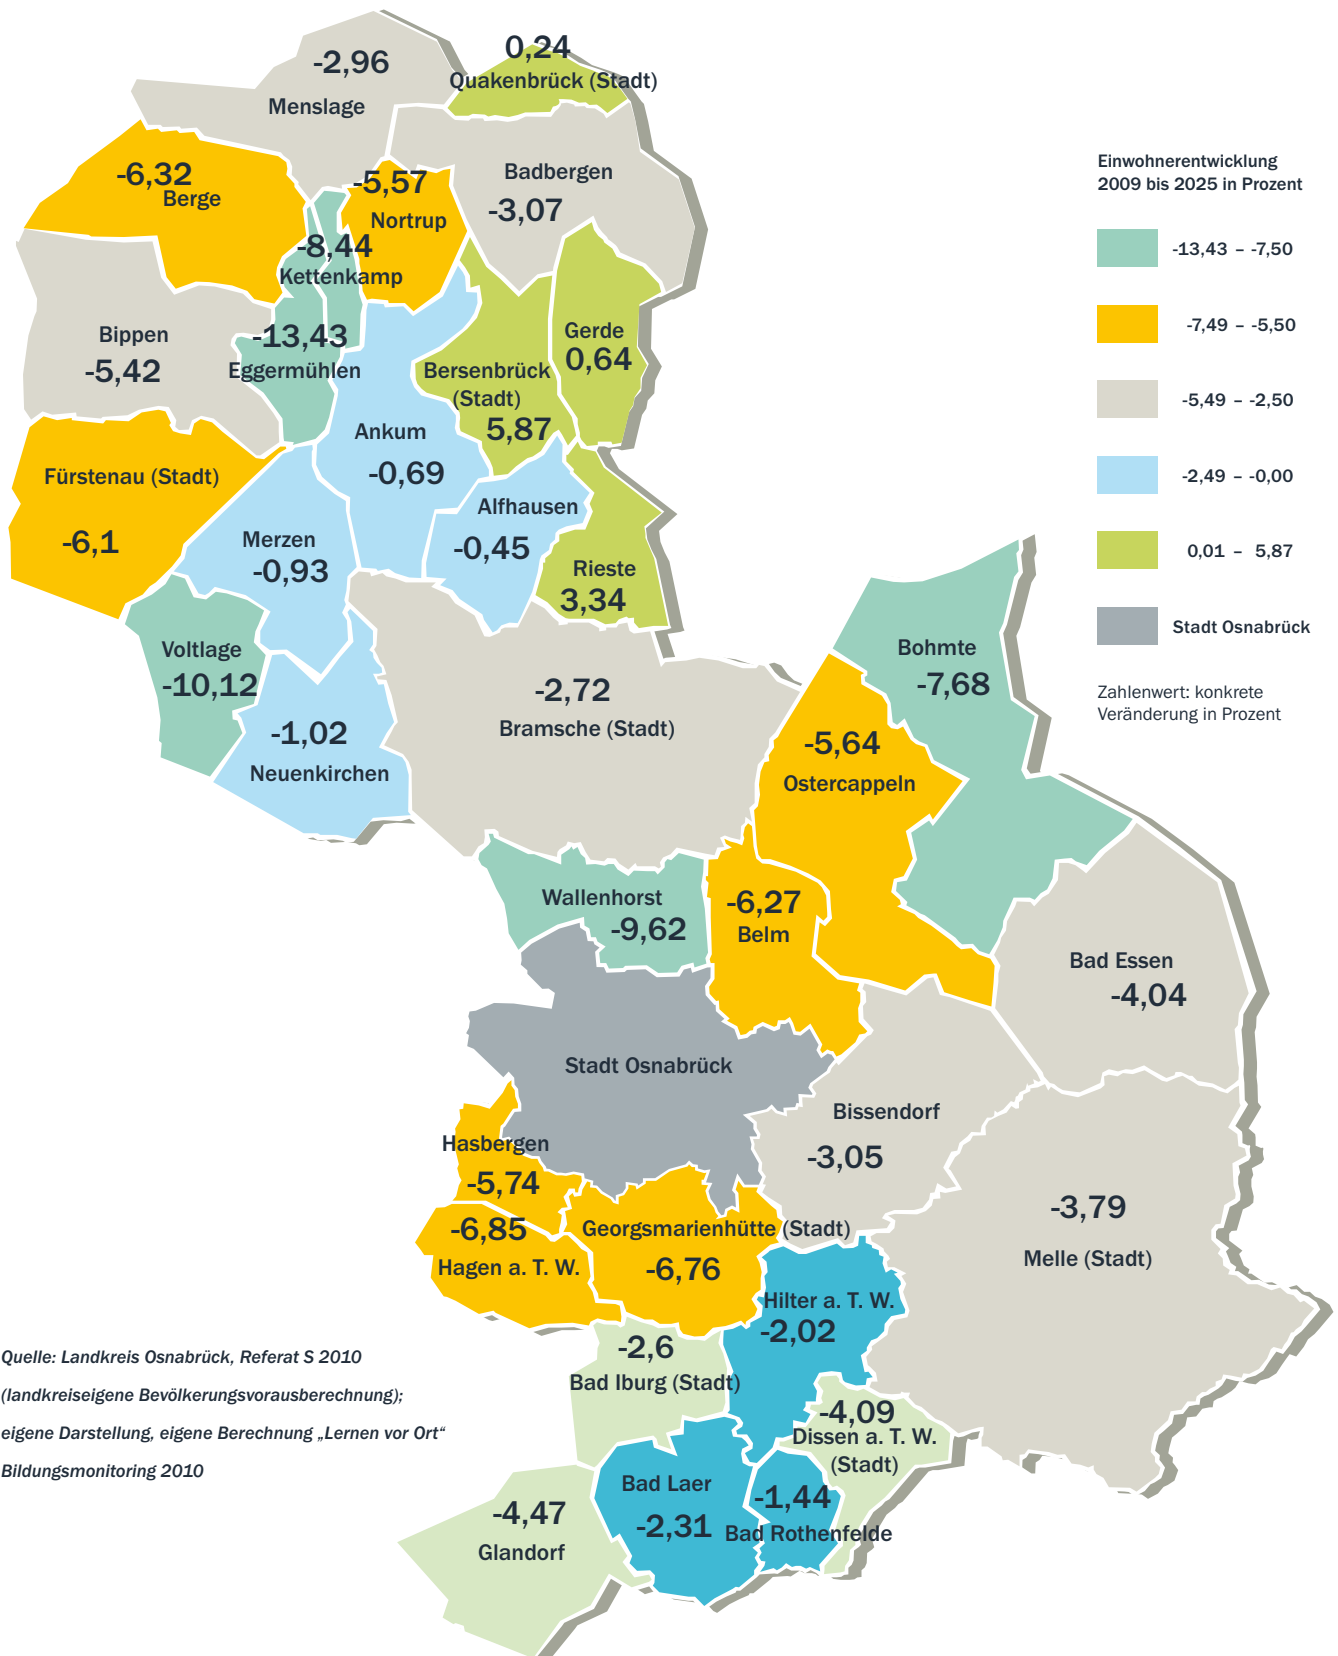 -2,96
Menslage
0,24
Quakenbrück (Stadt)
-6,32
Berge
-5,57
Nortrup
Badbergen
-3,07
-8,44
Kettenkamp
Bippen
-5,42
-13,43
Eggermühlen
Gerde
0,64
Bersenbrück
(Stadt)
5,87
Ankum
-0,69
Fürstenau (Stadt)
-6,1
Merzen
-0,93
Alfhausen
-0,45
Rieste
3,34
Voltlage
-10,12
-1,02
Neuenkirchen
-2,72
Bramsche (Stadt)
Bohmte
-7,68
-5,64
Ostercappeln
Wallenhorst
-9,62
-6,27
Belm
Bad Essen
-4,04
Stadt Osnabrück
Bissendorf
-3,05
Hasbergen
-5,74
-6,85
Hagen a. T. W.
Georgsmarienhütte (Stadt)
-6,76
-3,79
Melle (Stadt)
Hilter a. T. W.
-2,02
-2,6
Bad Iburg (Stadt)
-4,09
Dissen a. T. W.
(Stadt)
Bad Laer
-2,31
-1,44
Bad Rothenfelde
-4,47
Glandorf
Einwohnerentwicklung
2009 bis 2025 in Prozent
-13,43 – -7,50
-7,49 – -5,50
-5,49 – -2,50
-2,49 – -0,00
0,01 – 5,87
Stadt Osnabrück
Zahlenwert: konkrete
Veränderung in Prozent
Quelle: Landkreis Osnabrück, Referat S 2010
(landkreiseigene Bevölkerungsvorausberechnung);
eigene Darstellung, eigene Berechnung „Lernen vor Ort“
Bildungsmonitoring 2010